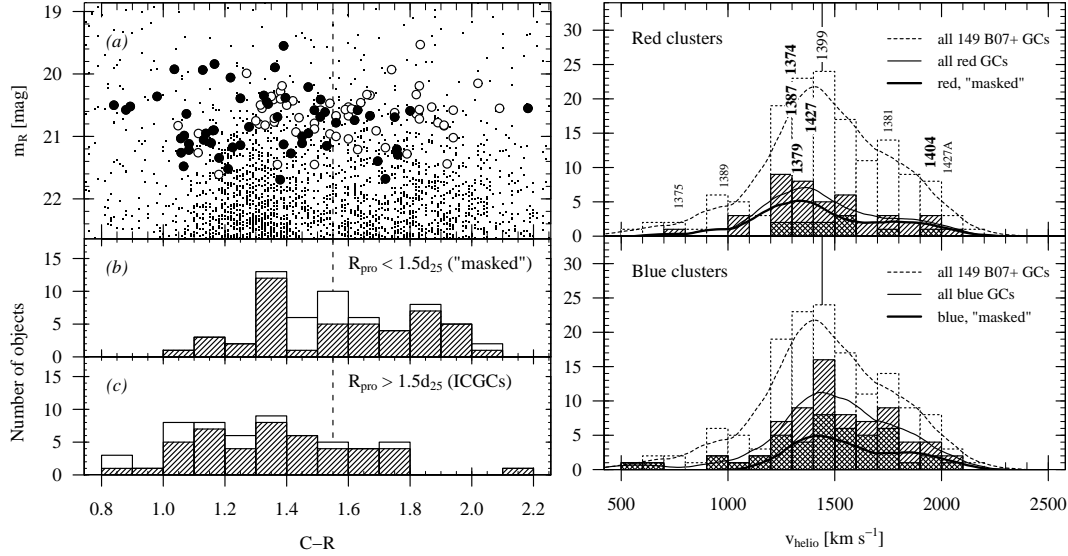 (a)
19
20
21
22
m_R [mag]
(b)
R_pro < 1.5d_25 ("masked")
15
10
5
0
(c)
R_pro > 1.5d_25 (ICGCs)
15
10
5
0
Number of objects
0.8 1.0 1.2 1.4 1.6 1.8 2.0 2.2
C−R
Red clusters
all 149 B07+ GCs
all red GCs
red, "masked"
30
25
20
15
10
5
0
1375
1389
1387
1374
1379
1427
1399
1381
1404
1427A
Blue clusters
all 149 B07+ GCs
all blue GCs
blue, "masked"
30
25
20
15
10
5
0
500 1000 1500 2000 2500
v_helio [km s⁻¹]